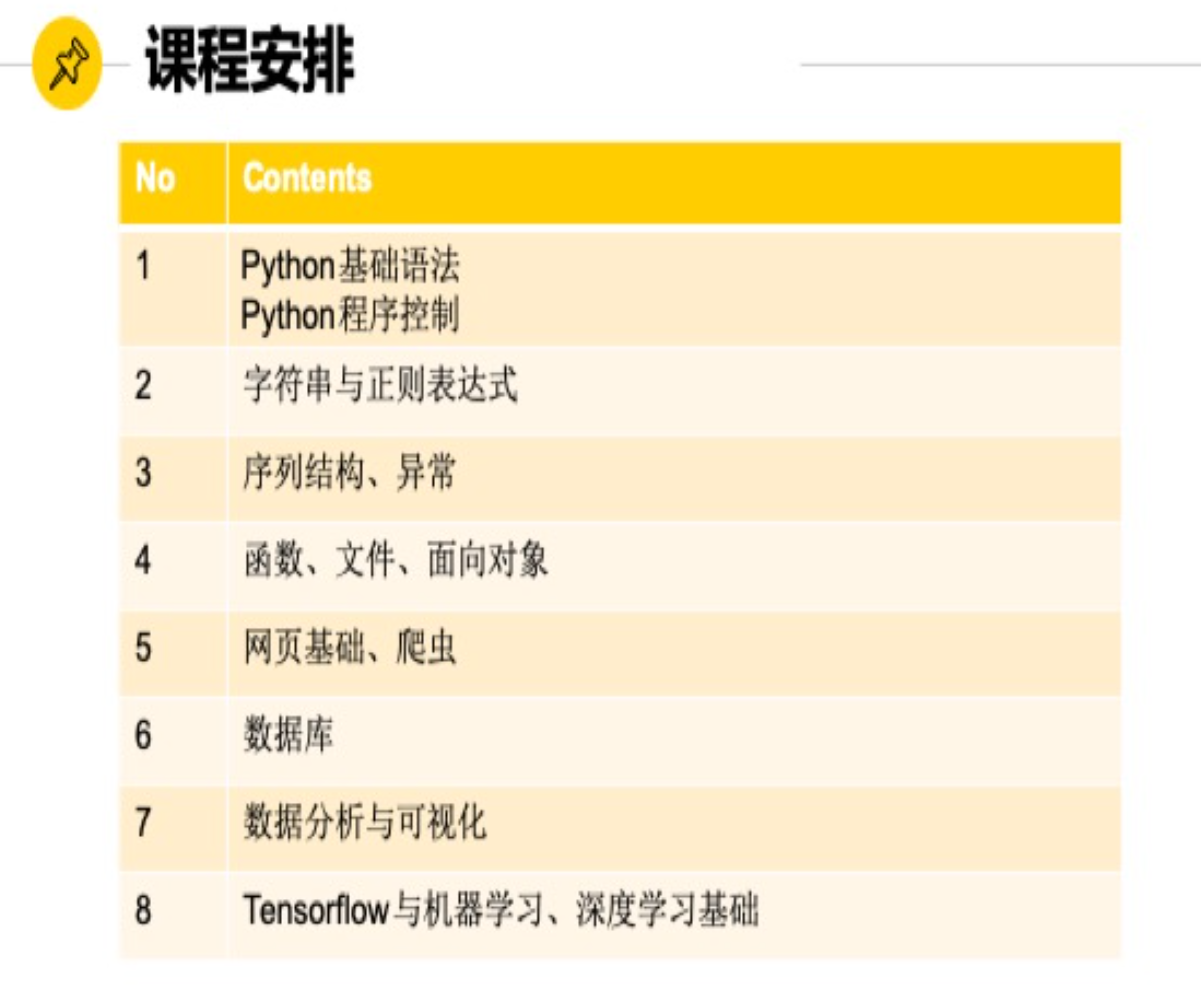 课程安排
No Contents
1 Python基础语法
Python程序控制
2 字符串与正则表达式
3 序列结构、异常
4 函数、文件、面向对象
5 网页基础、爬虫
6 数据库
7 数据分析与可视化
8 Tensorflow与机器学习、深度学习基础